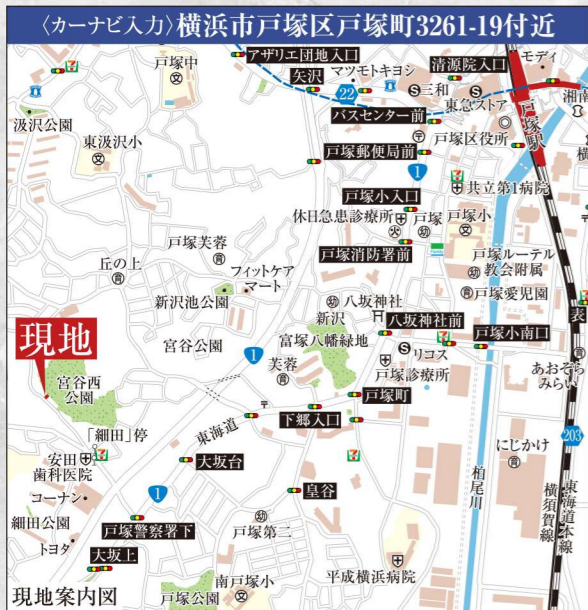 〈カーナビ入力〉横浜市戸塚区戸塚町3261-19付近
アザリエ団地入口
清源院入口
モディ
戸塚中
矢沢
マツモトキヨシ
22
三和
東急ストア
湘南
汲沢公園
バスセンター前
戸塚駅
東汲沢小
戸塚郵便局前
戸塚区役所
横
1
共立第1病院
戸塚小入口
休日急患診療所
戸塚
戸塚小
戸塚芙蓉
戸塚消防署前
戸塚ルーテル
教会附属
丘の上
フィットケア
マート
新沢池公園
戸塚愛児園
八坂神社
新沢
表
現地
宮谷公園
富塚八幡緑地
八坂神社前
戸塚小南口
1
リコス
あおぞら
みらい
宮谷西
公園
芙蓉
戸塚診療所
戸塚町
「細田」停
東海道
下郷入口
203
にじかけ
安田
歯科医院
大坂台
柏尾川
コーナン
1
皇谷
東海道本線
横須賀線
細田公園
戸塚警察署下
戸塚第二
トヨタ
大坂上
平成横浜病院
南戸塚小
現地案内図
戸塚公園